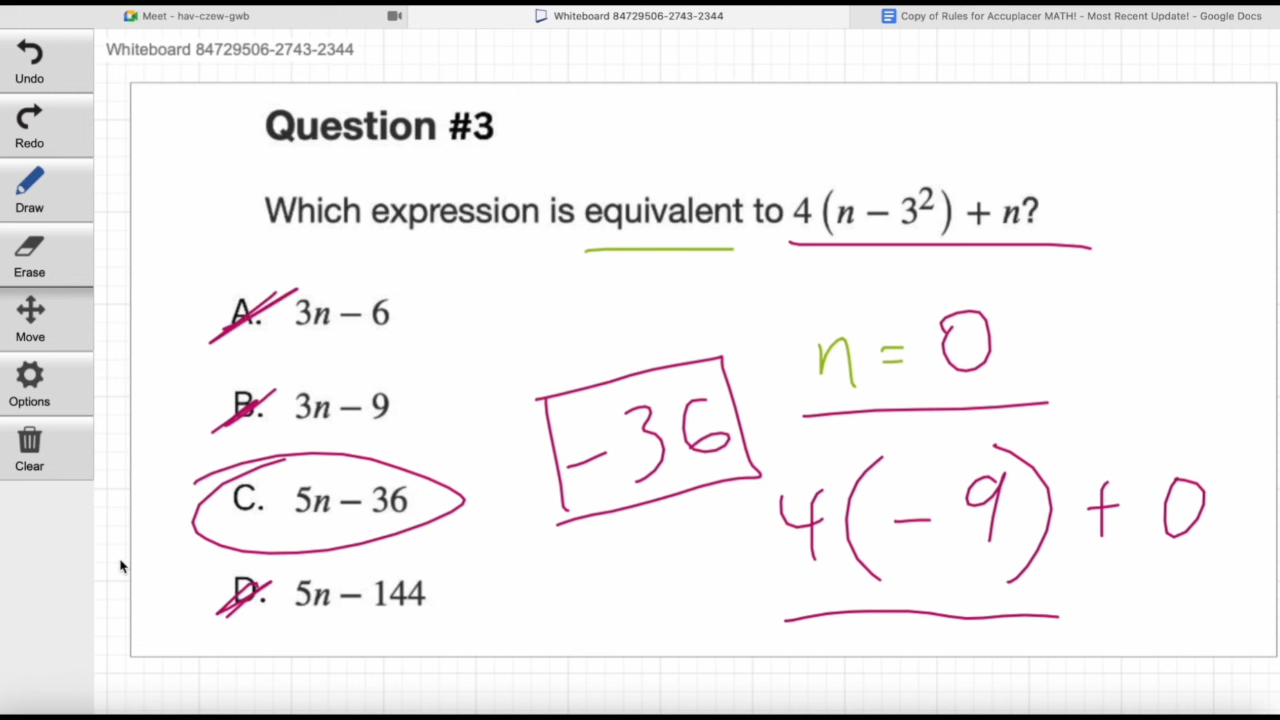 Meet - hav-czew-gwb
Whiteboard 84729506-2743-2344
Copy of Rules for Accuplacer MATH! - Most Recent Update! - Google Docs
Whiteboard 84729506-2743-2344
Undo
Redo
Draw
Erase
Move
Options
Clear
Question #3
Which expression is equivalent to 4 (n − 3²) + n?
A. 3n − 6
B. 3n − 9
C. 5n − 36
D. 5n − 144
n = 0
-36
4(-9) + 0